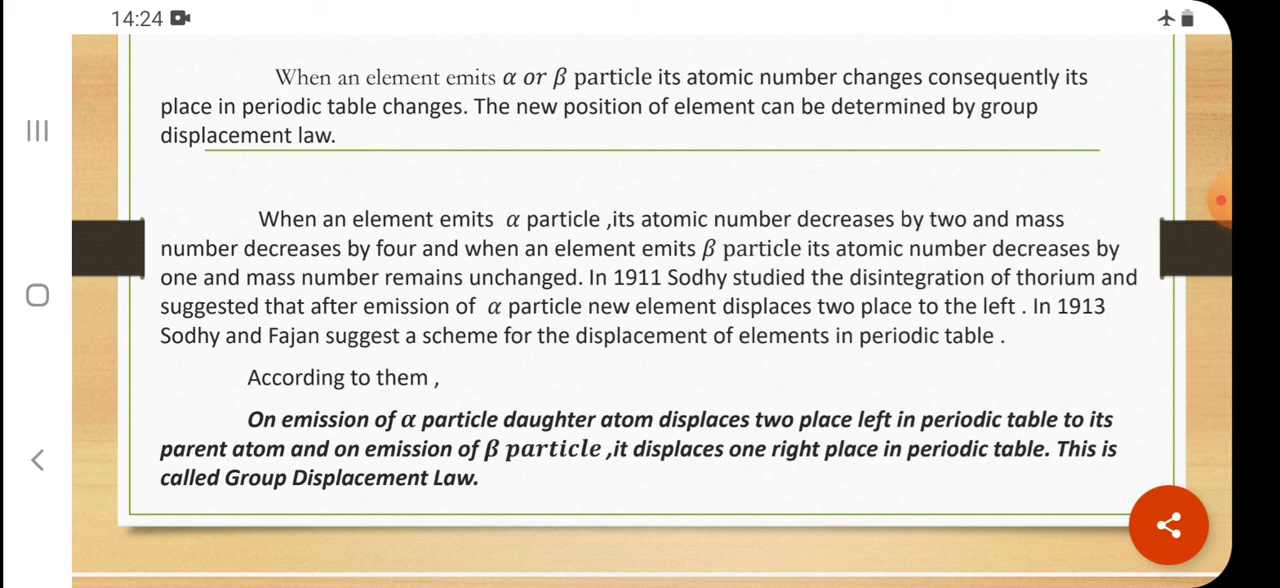 14:24
When an element emits α or β particle its atomic number changes consequently its
place in periodic table changes. The new position of element can be determined by group
displacement law.
When an element emits α particle ,its atomic number decreases by two and mass
number decreases by four and when an element emits β particle its atomic number decreases by
one and mass number remains unchanged. In 1911 Sodhy studied the disintegration of thorium and
suggested that after emission of α particle new element displaces two place to the left . In 1913
Sodhy and Fajan suggest a scheme for the displacement of elements in periodic table .
According to them ,
On emission of α particle daughter atom displaces two place left in periodic table to its
parent atom and on emission of β particle ,it displaces one right place in periodic table. This is
called Group Displacement Law.